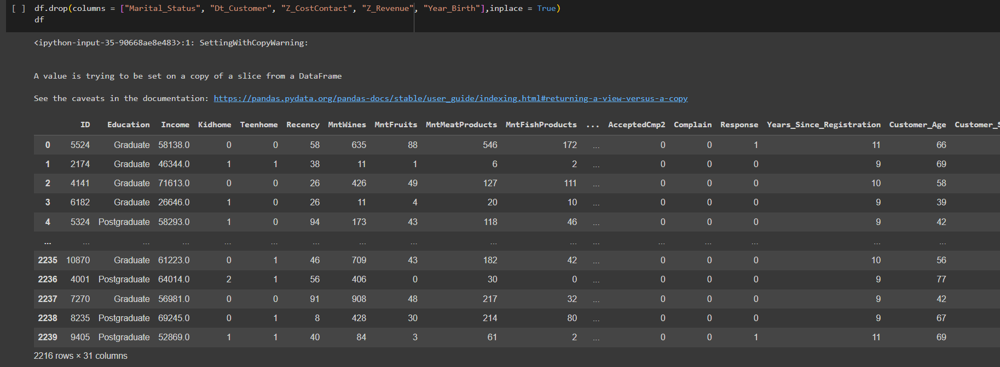 [ ] df.drop(columns = ["Marital_Status", "Dt_Customer", "Z_CostContact", "Z_Revenue", "Year_Birth"],inplace = True)
df
<ipython-input-35-90668ae8e483>:1: SettingWithCopyWarning:
A value is trying to be set on a copy of a slice from a DataFrame
See the caveats in the documentation: https://pandas.pydata.org/pandas-docs/stable/user_guide/indexing.html#returning-a-view-versus-a-copy
ID Education Income Kidhome Teenhome Recency MntWines MntFruits MntMeatProducts MntFishProducts ... AcceptedCmp2 Complain Response Years_Since_Registration Customer_Age Customer_S
0 5524 Graduate 58138.0 0 0 58 635 88 546 172 ... 0 0 1 11 66
1 2174 Graduate 46344.0 1 1 38 11 1 6 2 ... 0 0 0 9 69
2 4141 Graduate 71613.0 0 0 26 426 49 127 111 ... 0 0 0 10 58
3 6182 Graduate 26646.0 1 0 26 11 4 20 10 ... 0 0 0 9 39
4 5324 Postgraduate 58293.0 1 0 94 173 43 118 46 ... 0 0 0 9 42
... ... ... ... ... ... ... ... ... ... ... ... ... ... ... ... ...
2235 10870 Graduate 61223.0 0 1 46 709 43 182 42 ... 0 0 0 10 56
2236 4001 Postgraduate 64014.0 2 1 56 406 0 30 0 ... 0 0 0 9 77
2237 7270 Graduate 56981.0 0 0 91 908 48 217 32 ... 0 0 0 9 42
2238 8235 Postgraduate 69245.0 0 1 8 428 30 214 80 ... 0 0 0 9 67
2239 9405 Postgraduate 52869.0 1 1 40 84 3 61 2 ... 0 0 1 11 69
2216 rows × 31 columns